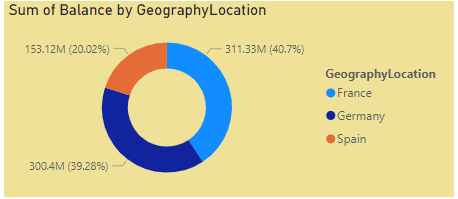 Sum of Balance by GeographyLocation
153.12M (20.02%)
311.33M (40.7%)
300.4M (39.28%)
GeographyLocation
France
Germany
Spain